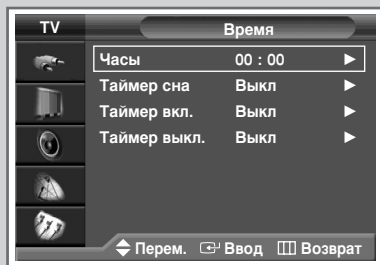 TV Время
Часы 00 : 00
Таймер сна Выкл
Таймер вкл. Выкл
Таймер выкл. Выкл
Перем. Ввод Возврат